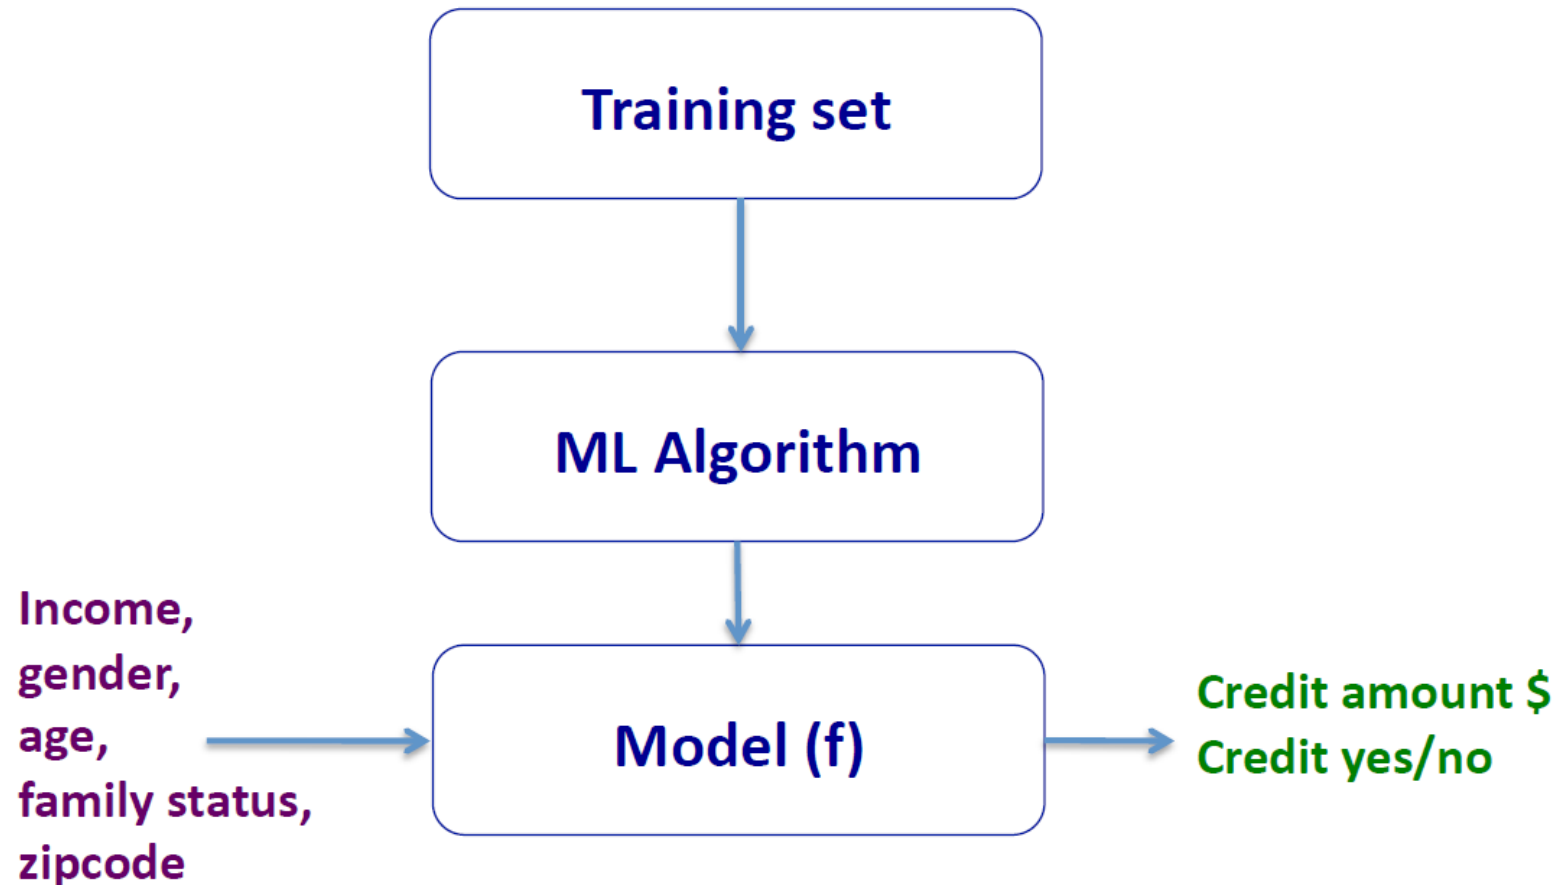 Training set
ML Algorithm
Income,
gender,
age,
family status,
zipcode
Model (f)
Credit amount $
Credit yes/no